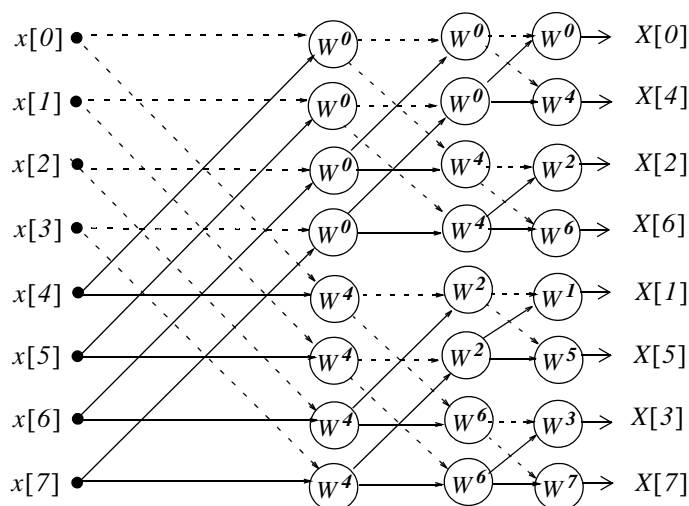 x[0] W⁰ W⁰ W⁰ X[0]
x[1] W⁰ W⁰ W⁴ X[4]
x[2] W⁰ W⁴ W² X[2]
x[3] W⁰ W⁴ W⁶ X[6]
x[4] W⁴ W² W¹ X[1]
x[5] W⁴ W² W⁵ X[5]
x[6] W⁴ W⁶ W³ X[3]
x[7] W⁴ W⁶ W⁷ X[7]